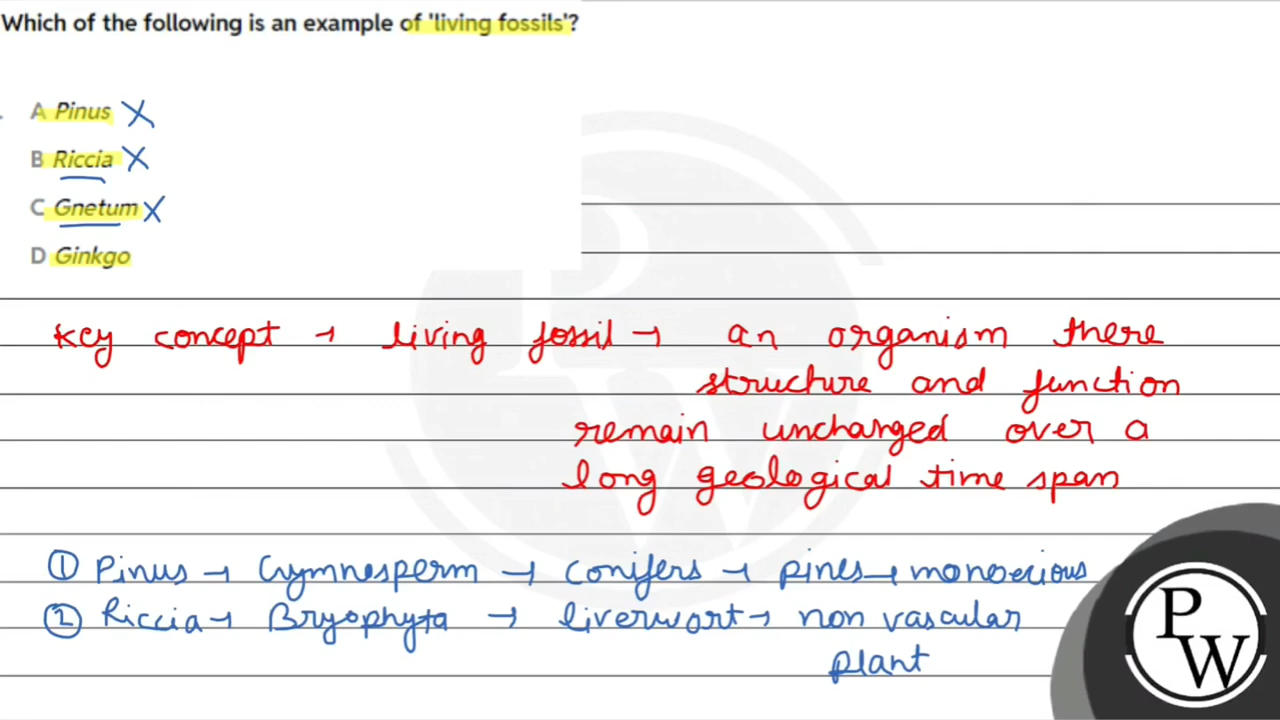 Which of the following is an example of 'living fossils'?
A Pinus X
B Riccia X
C Gnetum X
D Ginkgo
Key concept → living fossil → an organism there
structure and function
remain unchanged over a
long geological time span
① Pinus → Gymnosperm → conifers → pines → monoecious
② Riccia → Bryophyta → liverwort → non vascular
plant
P
W